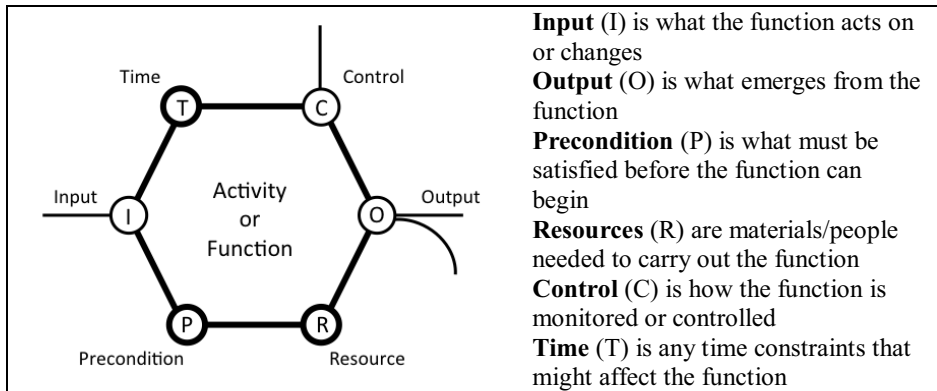 Time
Control
T
C
Input
I
Activity
or
Function
O
Output
P
R
Precondition
Resource
Input (I) is what the function acts on
or changes
Output (O) is what emerges from the
function
Precondition (P) is what must be
satisfied before the function can
begin
Resources (R) are materials/people
needed to carry out the function
Control (C) is how the function is
monitored or controlled
Time (T) is any time constraints that
might affect the function